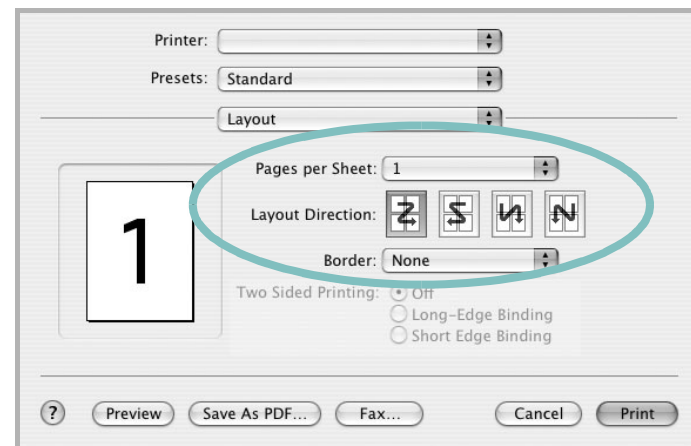 Printer:
Presets: Standard
Layout
Pages per Sheet: 1
Layout Direction:
Border: None
1
Two Sided Printing: Off
Long-Edge Binding
Short Edge Binding
? Preview Save As PDF... Fax... Cancel Print